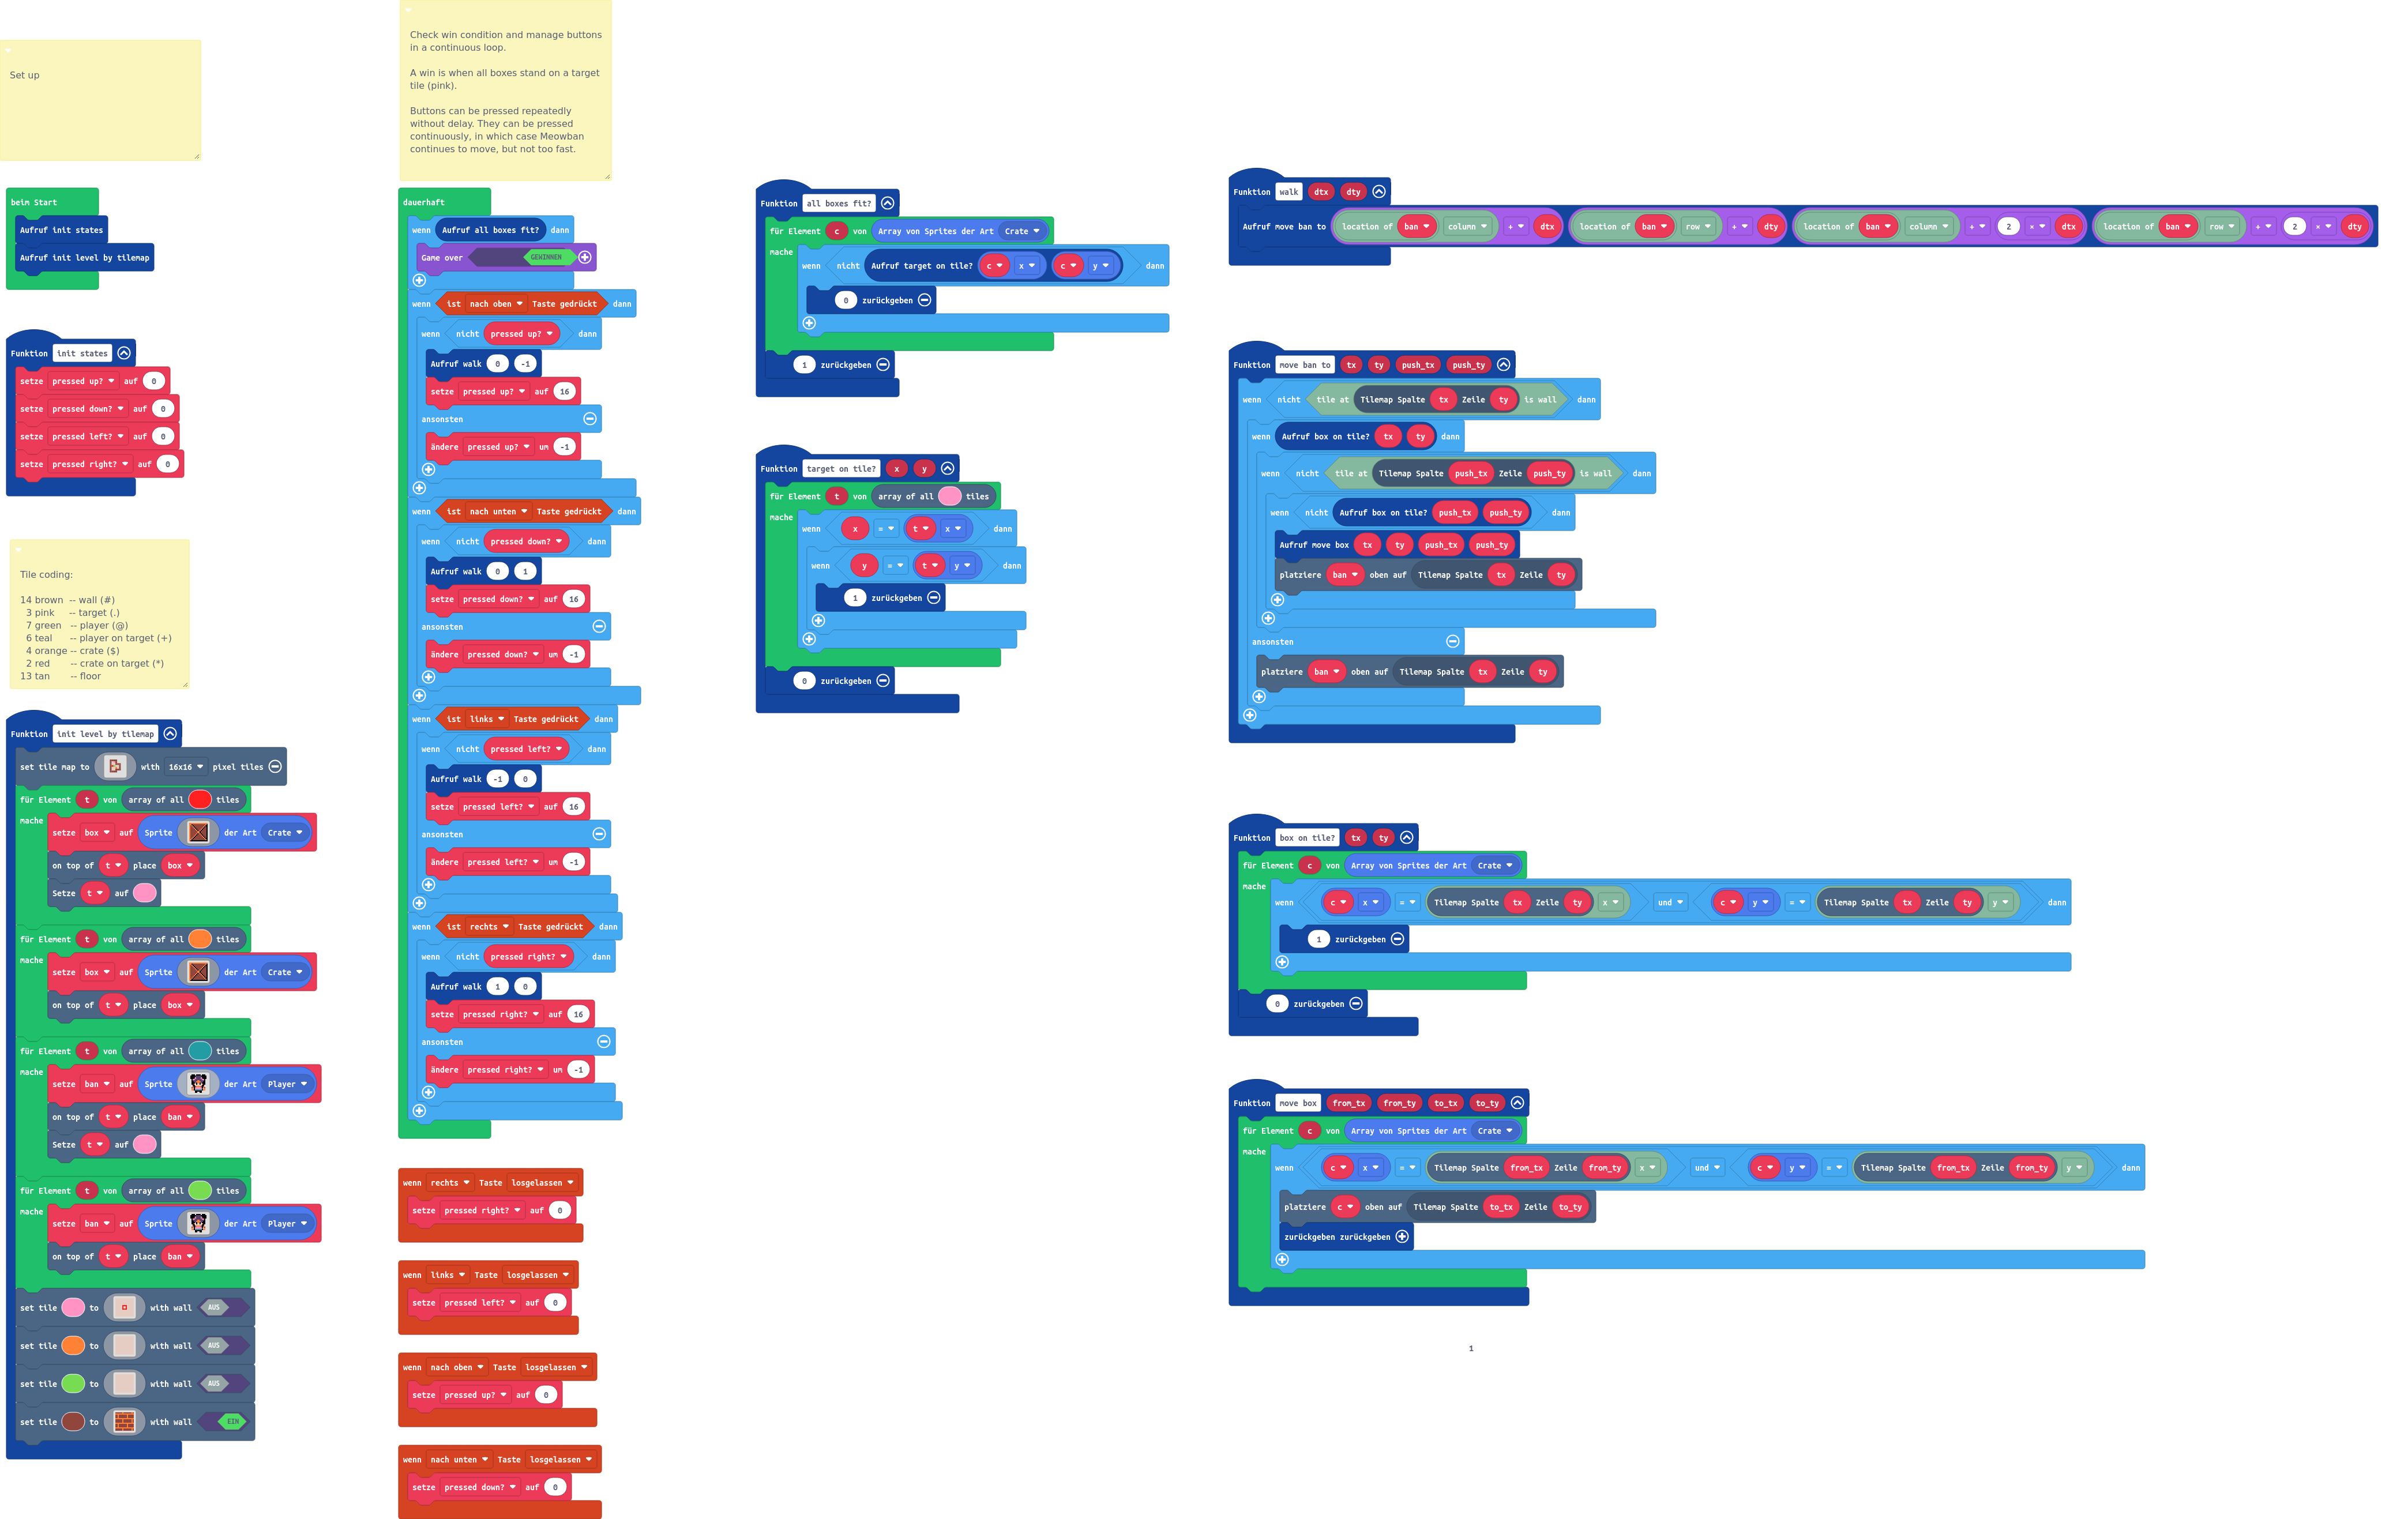 Set up
beim Start
Aufruf init states
Aufruf init level by tilemap
Funktion init states
setze pressed up? auf 0
setze pressed down? auf 0
setze pressed left? auf 0
setze pressed right? auf 0
Tile coding:
14 brown -- wall (#)
3 pink -- target (.)
7 green -- player (@)
6 teal -- player on target (+)
4 orange -- crate ($)
2 red -- crate on target (*)
13 tan -- floor
Funktion init level by tilemap
set tile map to with 16x16 pixel tiles
für Element t von array of all tiles
mache
setze box auf Sprite der Art Crate
on top of t place box
Setze t auf
für Element t von array of all tiles
mache
setze box auf Sprite der Art Crate
on top of t place box
für Element t von array of all tiles
mache
setze ban auf Sprite der Art Player
on top of t place ban
Setze t auf
für Element t von array of all tiles
mache
setze ban auf Sprite der Art Player
on top of t place ban
set tile to with wall AUS
set tile to with wall AUS
set tile to with wall AUS
set tile to with wall EIN
Check win condition and manage buttons
in a continuous loop.
A win is when all boxes stand on a target
tile (pink).
Buttons can be pressed repeatedly
without delay. They can be pressed
continuously, in which case Meowban
continues to move, but not too fast.
dauerhaft
wenn Aufruf all boxes fit? dann
Game over GEWINNEN
wenn ist nach oben Taste gedrückt dann
wenn nicht pressed up? dann
Aufruf walk 0 -1
setze pressed up? auf 16
ansonsten
ändere pressed up? um -1
wenn ist nach unten Taste gedrückt dann
wenn nicht pressed down? dann
Aufruf walk 0 1
setze pressed down? auf 16
ansonsten
ändere pressed down? um -1
wenn ist links Taste gedrückt dann
wenn nicht pressed left? dann
Aufruf walk -1 0
setze pressed left? auf 16
ansonsten
ändere pressed left? um -1
wenn ist rechts Taste gedrückt dann
wenn nicht pressed right? dann
Aufruf walk 1 0
setze pressed right? auf 16
ansonsten
ändere pressed right? um -1
wenn rechts Taste losgelassen
setze pressed right? auf 0
wenn links Taste losgelassen
setze pressed left? auf 0
wenn nach oben Taste losgelassen
setze pressed up? auf 0
wenn nach unten Taste losgelassen
setze pressed down? auf 0
Funktion all boxes fit?
für Element c von Array von Sprites der Art Crate
mache
wenn nicht Aufruf target on tile? c x c y dann
0 zurückgeben
1 zurückgeben
Funktion target on tile? x y
für Element t von array of all tiles
mache
wenn x = t x dann
wenn y = t y dann
1 zurückgeben
0 zurückgeben
Funktion walk dtx dty
Aufruf move ban to location of ban column + dtx location of ban row + dty location of ban column + 2 × dtx location of ban row + 2 × dty
Funktion move ban to tx ty push_tx push_ty
wenn nicht tile at Tilemap Spalte tx Zeile ty is wall dann
wenn Aufruf box on tile? tx ty dann
wenn nicht tile at Tilemap Spalte push_tx Zeile push_ty is wall dann
wenn nicht Aufruf box on tile? push_tx push_ty dann
Aufruf move box tx ty push_tx push_ty
platziere ban oben auf Tilemap Spalte tx Zeile ty
ansonsten
platziere ban oben auf Tilemap Spalte tx Zeile ty
Funktion box on tile? tx ty
für Element c von Array von Sprites der Art Crate
mache
wenn c x = Tilemap Spalte tx Zeile ty x und c y = Tilemap Spalte tx Zeile ty y dann
1 zurückgeben
0 zurückgeben
Funktion move box from_tx from_ty to_tx to_ty
für Element c von Array von Sprites der Art Crate
mache
wenn c x = Tilemap Spalte from_tx Zeile from_ty x und c y = Tilemap Spalte from_tx Zeile from_ty y dann
platziere c oben auf Tilemap Spalte to_tx Zeile to_ty
zurückgeben zurückgeben
1